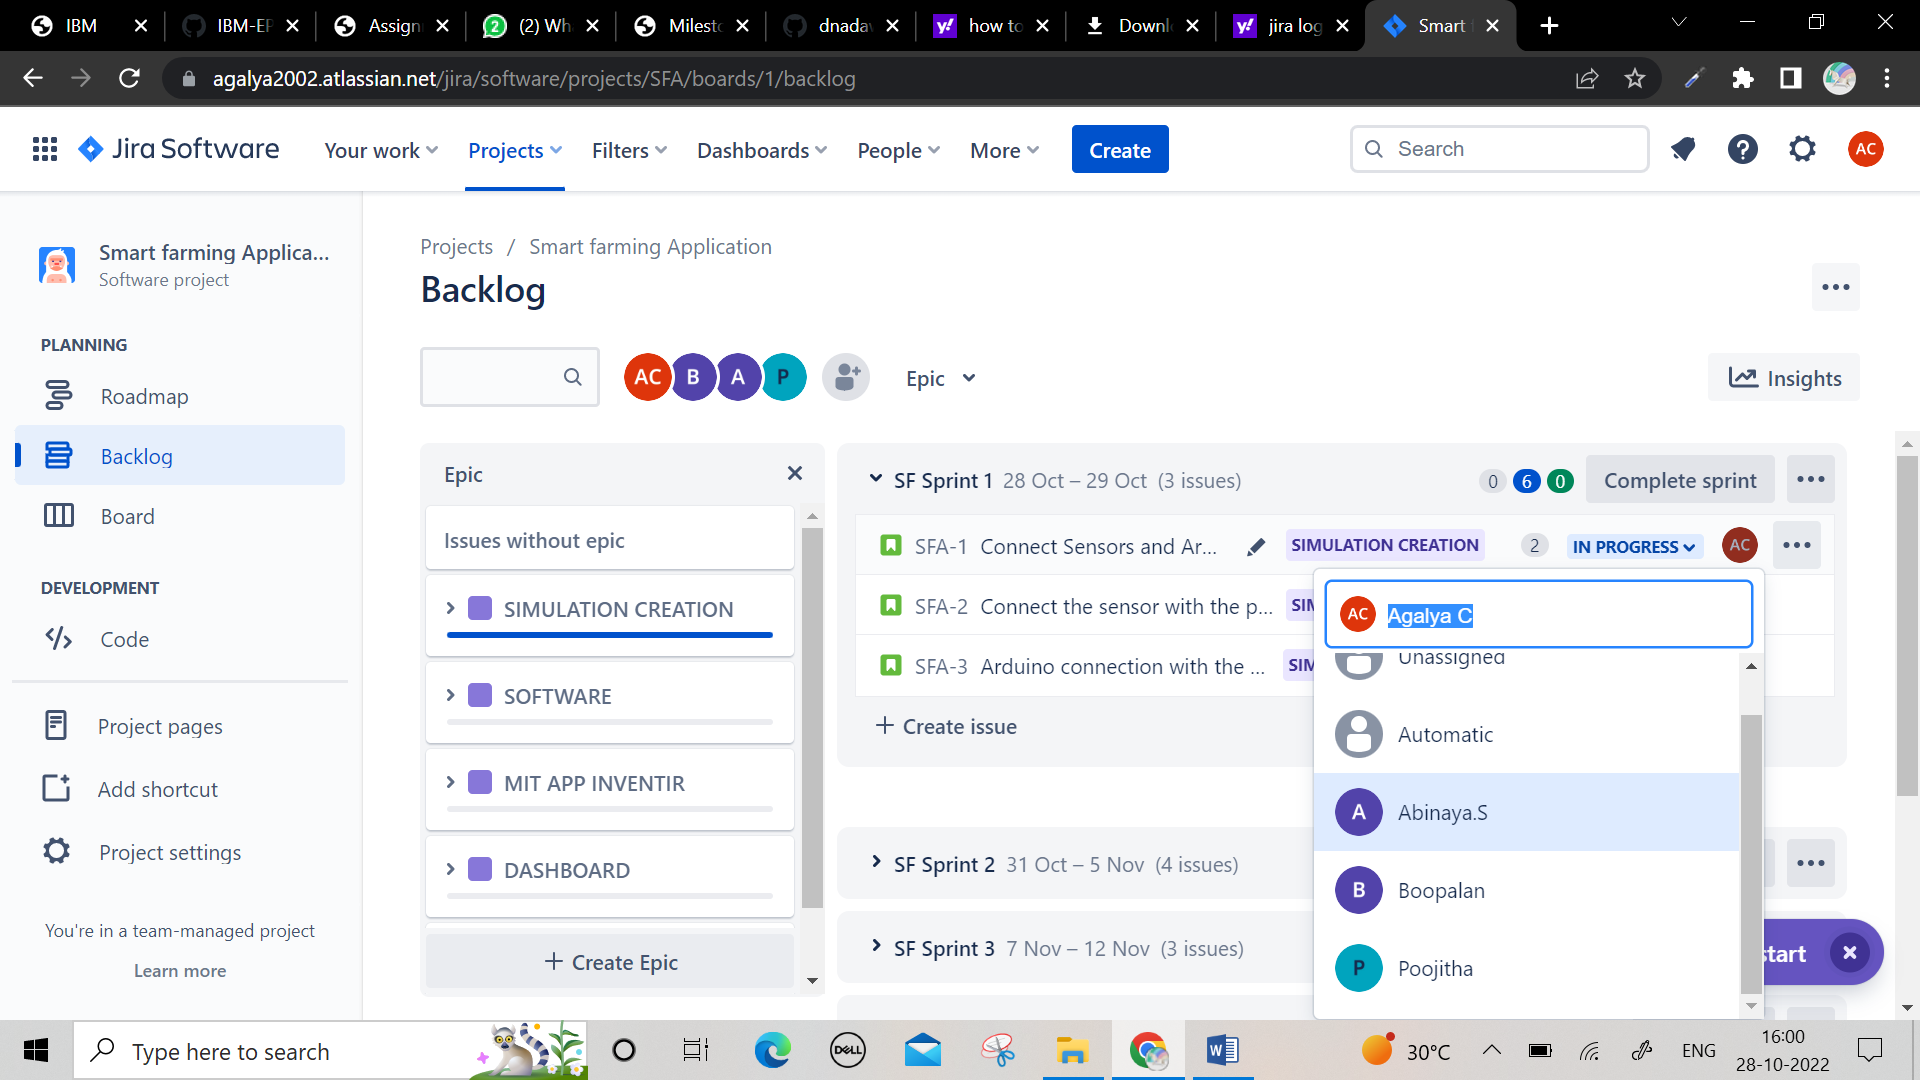 IBM
IBM-EP
Assign
(2) Wh
Milest
dnada
how to
Downl
jira log
Smart
agalya2002.atlassian.net/jira/software/projects/SFA/boards/1/backlog
Jira Software
Your work
Projects
Filters
Dashboards
People
More
Create
Search
AC
Smart farming Applica...
Software project
PLANNING
Roadmap
Backlog
Board
DEVELOPMENT
Code
Project pages
Add shortcut
Project settings
You're in a team-managed project
Learn more
Projects / Smart farming Application
Backlog
AC B A P
Epic
Insights
Epic
Issues without epic
SIMULATION CREATION
SOFTWARE
MIT APP INVENTIR
DASHBOARD
+ Create Epic
SF Sprint 1 28 Oct – 29 Oct (3 issues)
0 6 0
Complete sprint
SFA-1 Connect Sensors and Ar... SIMULATION CREATION 2 IN PROGRESS AC
SFA-2 Connect the sensor with the p... SIM
SFA-3 Arduino connection with the ... SIM
+ Create issue
AC Agalya C
Unassigned
Automatic
A Abinaya.S
B Boopalan
P Poojitha
SF Sprint 2 31 Oct – 5 Nov (4 issues)
SF Sprint 3 7 Nov – 12 Nov (3 issues)
start
Type here to search
DELL
30°C
ENG
16:00
28-10-2022